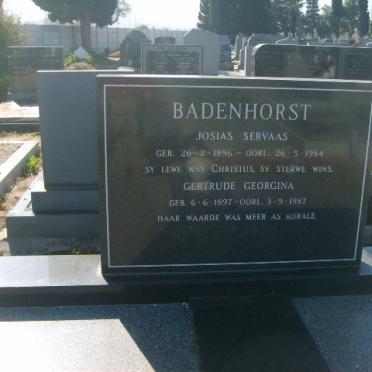 BADENHORST
JOSIAS SERVAAS
GEB. 26-2-1896 – OORL. 26-5-1984
SY LEWE WAS CHRISTUS, SY STERWE WINS.
GERTRUDE GEORGINA
GEB. 6-6-1897 – OORL. 3-9-1987
HAAR WAARDE WAS MEER AS KORALE.